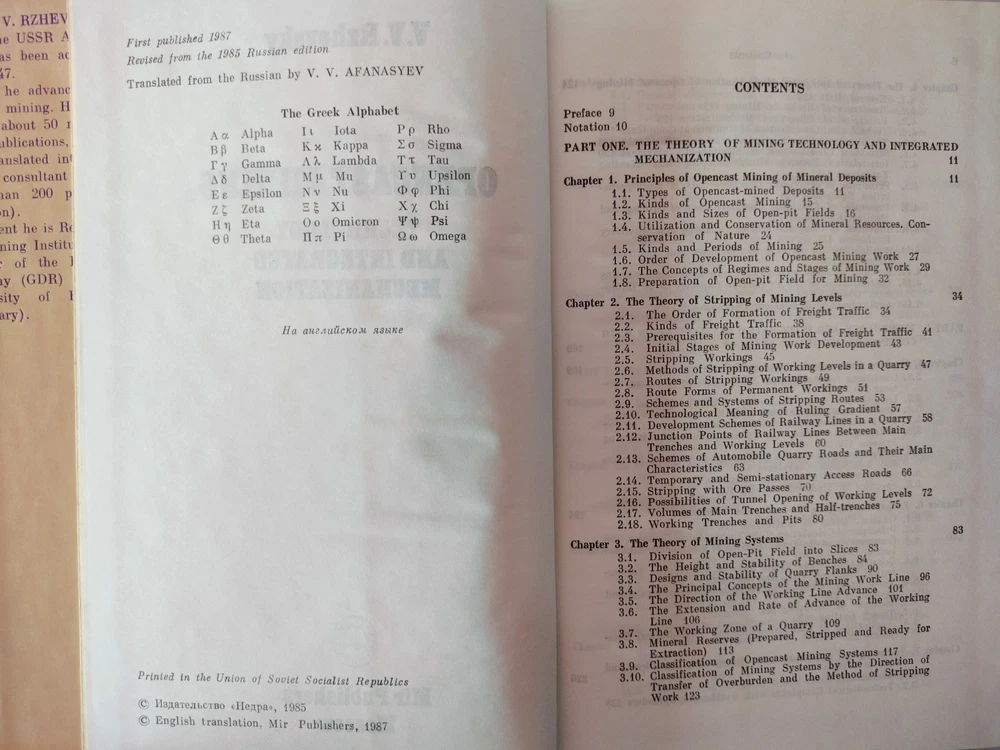 V. RZHEV
e USSR A
as been ac
47.
he advanc
mining. H
about 50
ublications,
anslated int
consultant
han 200 p
on).
ent he is Re
ning Institu
r of the
y (GDR)
sity of
ary).
First published 1987
Revised from the 1985 Russian edition
Translated from the Russian by V. V. AFANASYEV
The Greek Alphabet
Α α Alpha Ι ι Iota Ρ ρ Rho
Β β Beta Κ κ Kappa Σ σ Sigma
Γ γ Gamma Λ λ Lambda Τ τ Tau
Δ δ Delta Μ μ Mu Υ υ Upsilon
Ε ε Epsilon Ν ν Nu Φ φ Phi
Ζ ζ Zeta Ξ ξ Xi Χ χ Chi
Η η Eta Ο ο Omicron Ψ ψ Psi
Θ θ Theta Π π Pi Ω ω Omega
На английском языке
Printed in the Union of Soviet Socialist Republics
© Издательство «Недра», 1985
© English translation, Mir Publishers, 1987
CONTENTS
Preface 9
Notation 10
PART ONE. THE THEORY OF MINING TECHNOLOGY AND INTEGRATED
MECHANIZATION 11
Chapter 1. Principles of Opencast Mining of Mineral Deposits 11
1.1. Types of Opencast-mined Deposits 11
1.2. Kinds of Opencast Mining 15
1.3. Kinds and Sizes of Open-pit Fields 16
1.4. Utilization and Conservation of Mineral Resources. Con-
servation of Nature 24
1.5. Kinds and Periods of Mining 25
1.6. Order of Development of Opencast Mining Work 27
1.7. The Concepts of Regimes and Stages of Mining Work 29
1.8. Preparation of Open-pit Field for Mining 32
Chapter 2. The Theory of Stripping of Mining Levels 34
2.1. The Order of Formation of Freight Traffic 34
2.2. Kinds of Freight Traffic 38
2.3. Prerequisites for the Formation of Freight Traffic 41
2.4. Initial Stages of Mining Work Development 43
2.5. Stripping Workings 45
2.6. Methods of Stripping of Working Levels in a Quarry 47
2.7. Routes of Stripping Workings 49
2.8. Route Forms of Permanent Workings 51
2.9. Schemes and Systems of Stripping Routes 53
2.10. Technological Meaning of Ruling Gradient 57
2.11. Development Schemes of Railway Lines in a Quarry 58
2.12. Junction Points of Railway Lines Between Main
Trenches and Working Levels 60
2.13. Schemes of Automobile Quarry Roads and Their Main
Characteristics 63
2.14. Temporary and Semi-stationary Access Roads 66
2.15. Stripping with Ore Passes 70
2.16. Possibilities of Tunnel Opening of Working Levels 72
2.17. Volumes of Main Trenches and Half-trenches 75
2.18. Working Trenches and Pits 80
Chapter 3. The Theory of Mining Systems 83
3.1. Division of Open-Pit Field into Slices 83
3.2. The Height and Stability of Benches 84
3.3. Designs and Stability of Quarry Flanks 90
3.4. The Principal Concepts of the Mining Work Line 96
3.5. The Direction of the Working Line Advance 101
3.6. The Extension and Rate of Advance of the Working
Line 106
3.7. The Working Zone of a Quarry 109
3.8. Mineral Reserves (Prepared, Stripped and Ready for
Extraction) 113
3.9. Classification of Opencast Mining Systems 117
3.10. Classification of Mining Systems by the Direction of
Transfer of Overburden and the Method of Stripping
Work 123